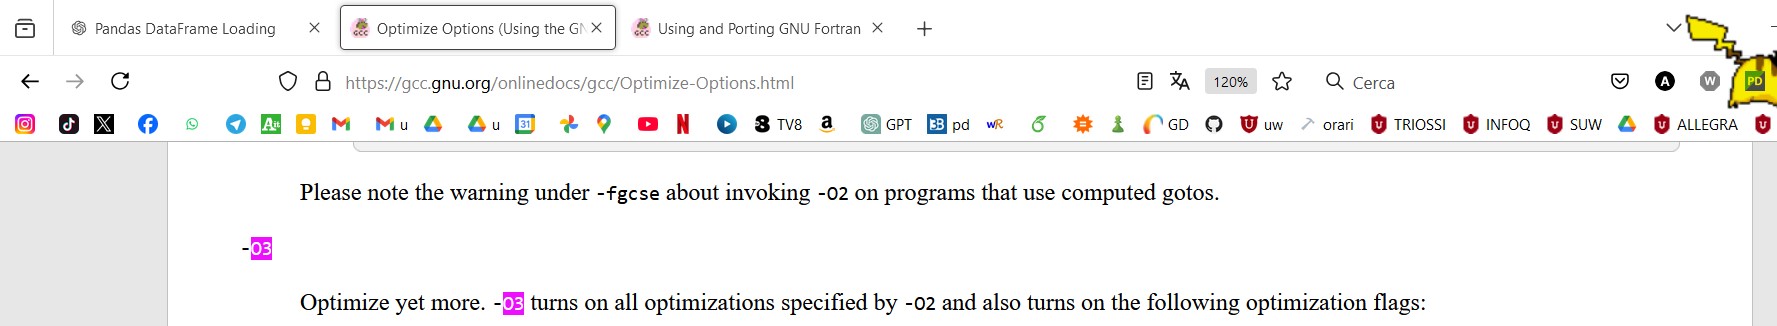 Pandas DataFrame Loading
Optimize Options (Using the GN
Using and Porting GNU Fortran
https://gcc.gnu.org/onlinedocs/gcc/Optimize-Options.html
120%
Cerca
A
W
PD
Ait
M u
u
31
TV8
GPT
pd
WR
GD
uw
orari
TRIOSSI
INFOQ
SUW
ALLEGRA
Please note the warning under -fgcse about invoking -O2 on programs that use computed gotos.
-O3
Optimize yet more. -O3 turns on all optimizations specified by -O2 and also turns on the following optimization flags: